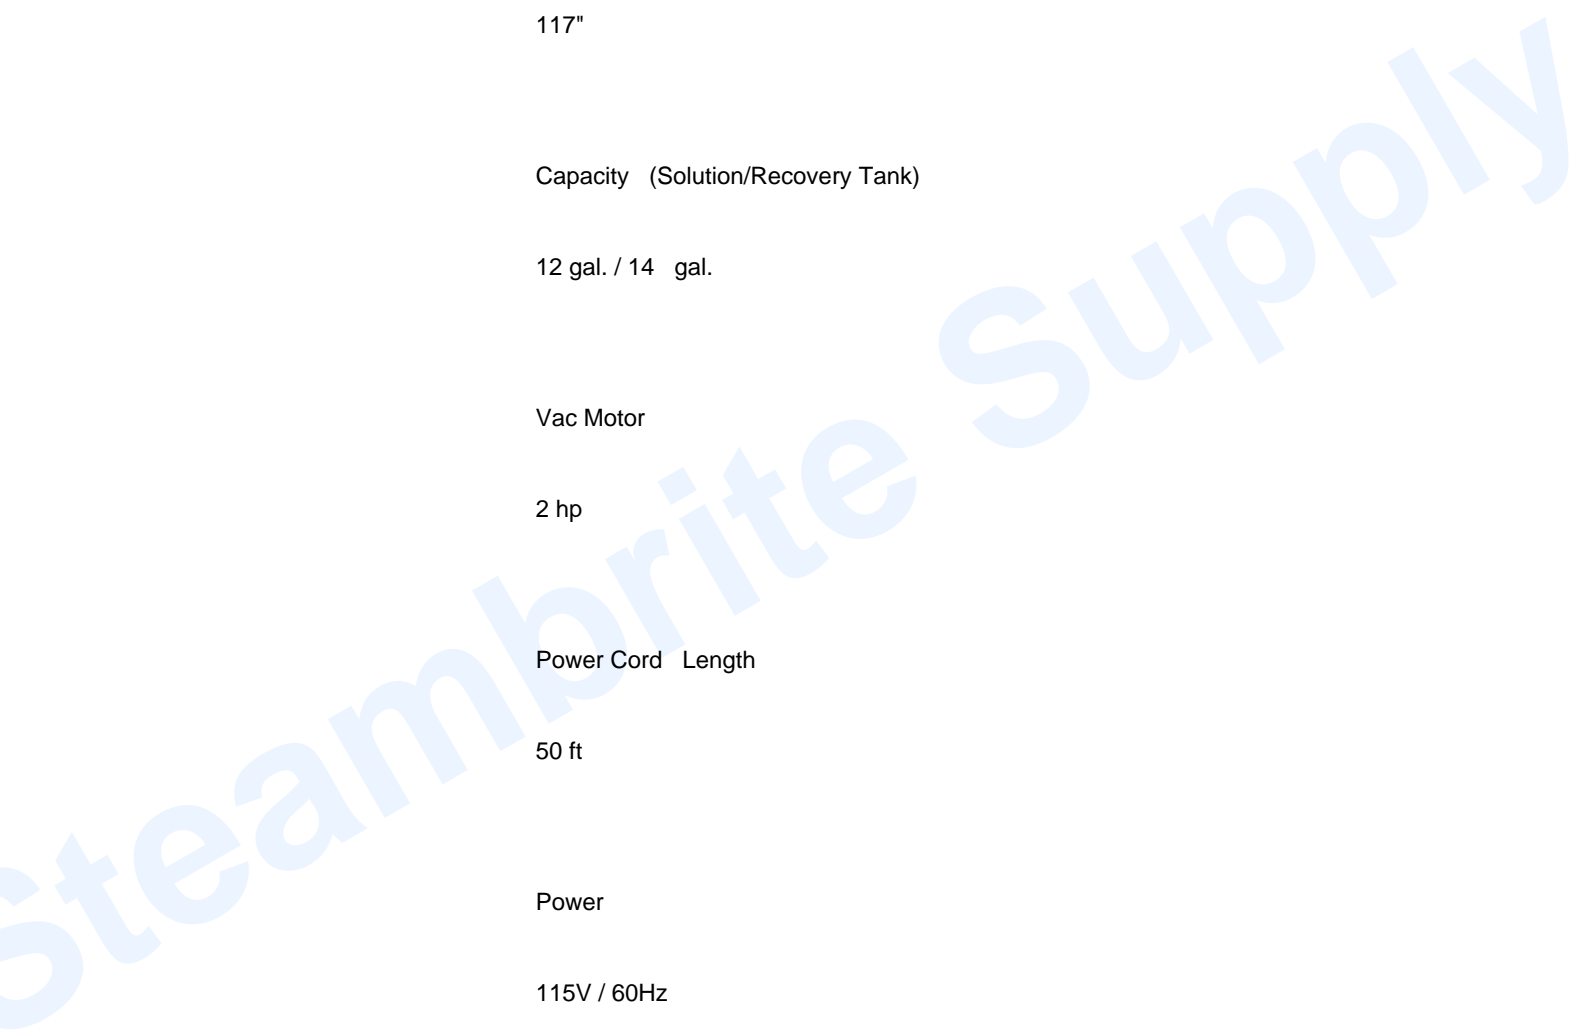 117"
Capacity (Solution/Recovery Tank)
12 gal. / 14 gal.
Vac Motor
2 hp
Power Cord Length
50 ft
Power
115V / 60Hz
Steambrite Supply